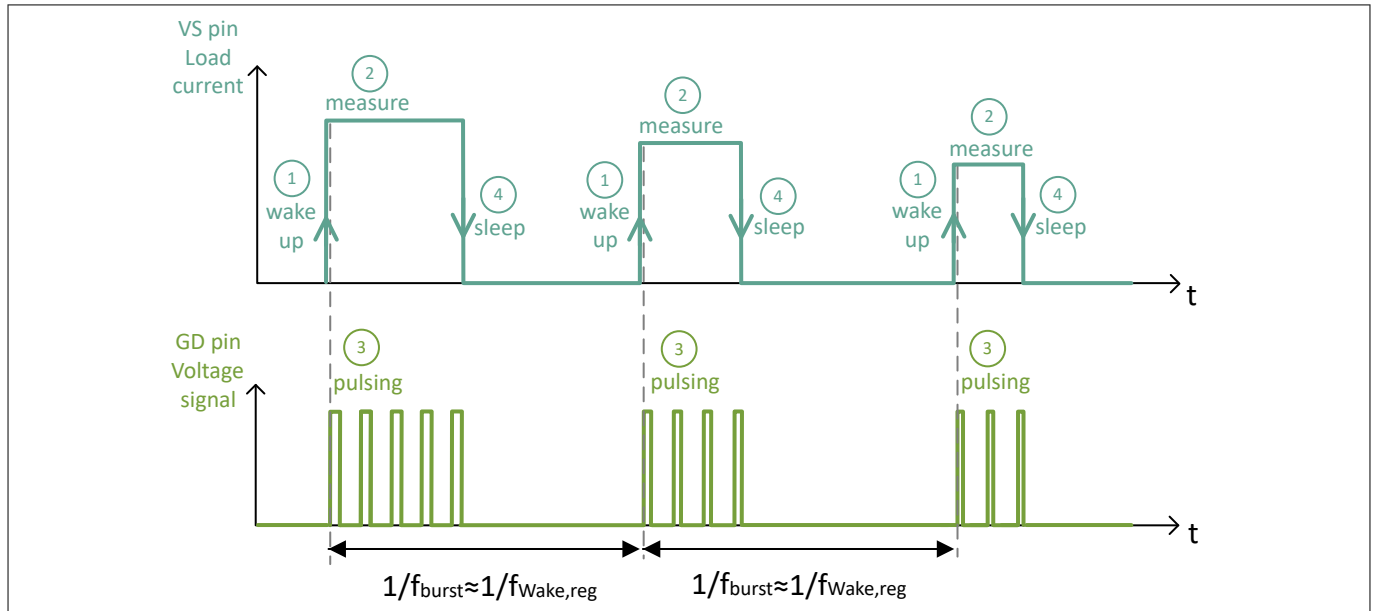 VS pin
Load
current
2
measure
2
measure
2
measure
1
wake
up
4
sleep
1
wake
up
4
sleep
1
wake
up
4
sleep
t
GD pin
Voltage
signal
3
pulsing
3
pulsing
3
pulsing
t
1/fburst≈1/fWake,reg
1/fburst≈1/fWake,reg